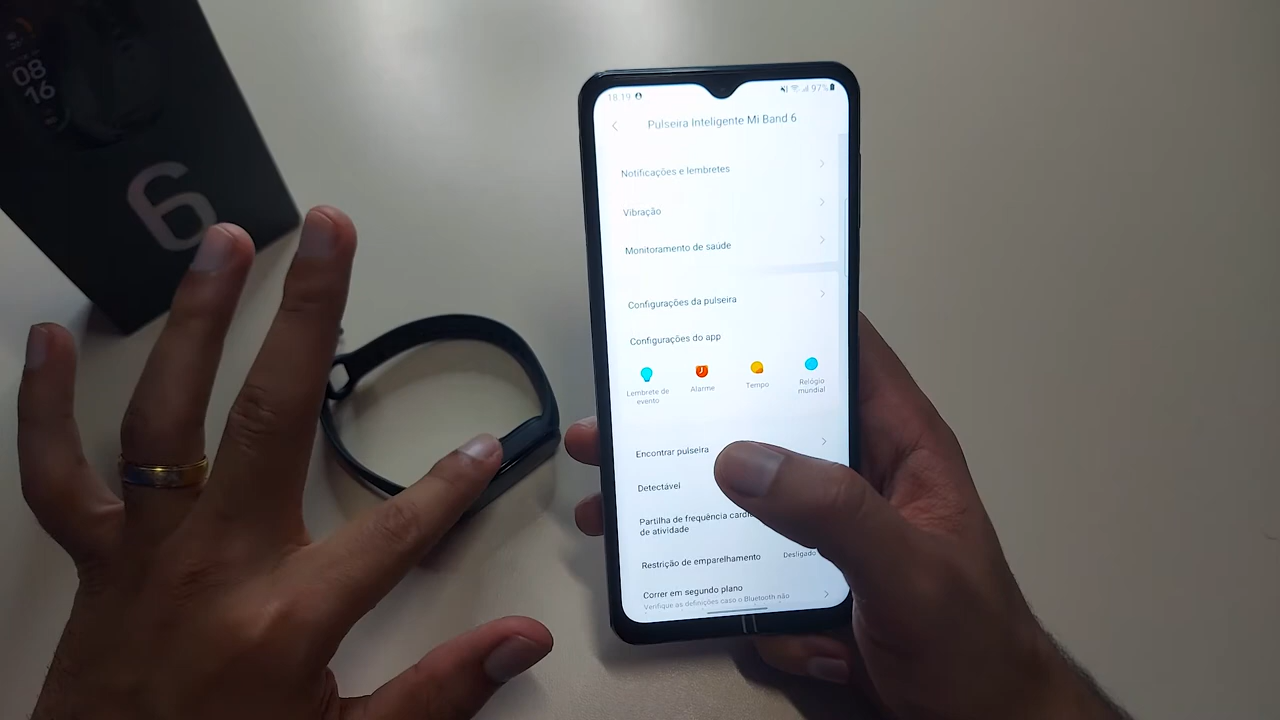 08
16
6
18:19
97%
Pulseira Inteligente Mi Band 6
Notificações e lembretes
Vibração
Monitoramento de saúde
Configurações da pulseira
Configurações do app
Lembrete de
evento
Alarme
Tempo
Relógio
mundial
Encontrar pulseira
Detectável
Partilha de frequência
de atividade
Restrição de emparelhamento
Desligado
Correr em segundo plano
Verifique as definições caso o Bluetooth não